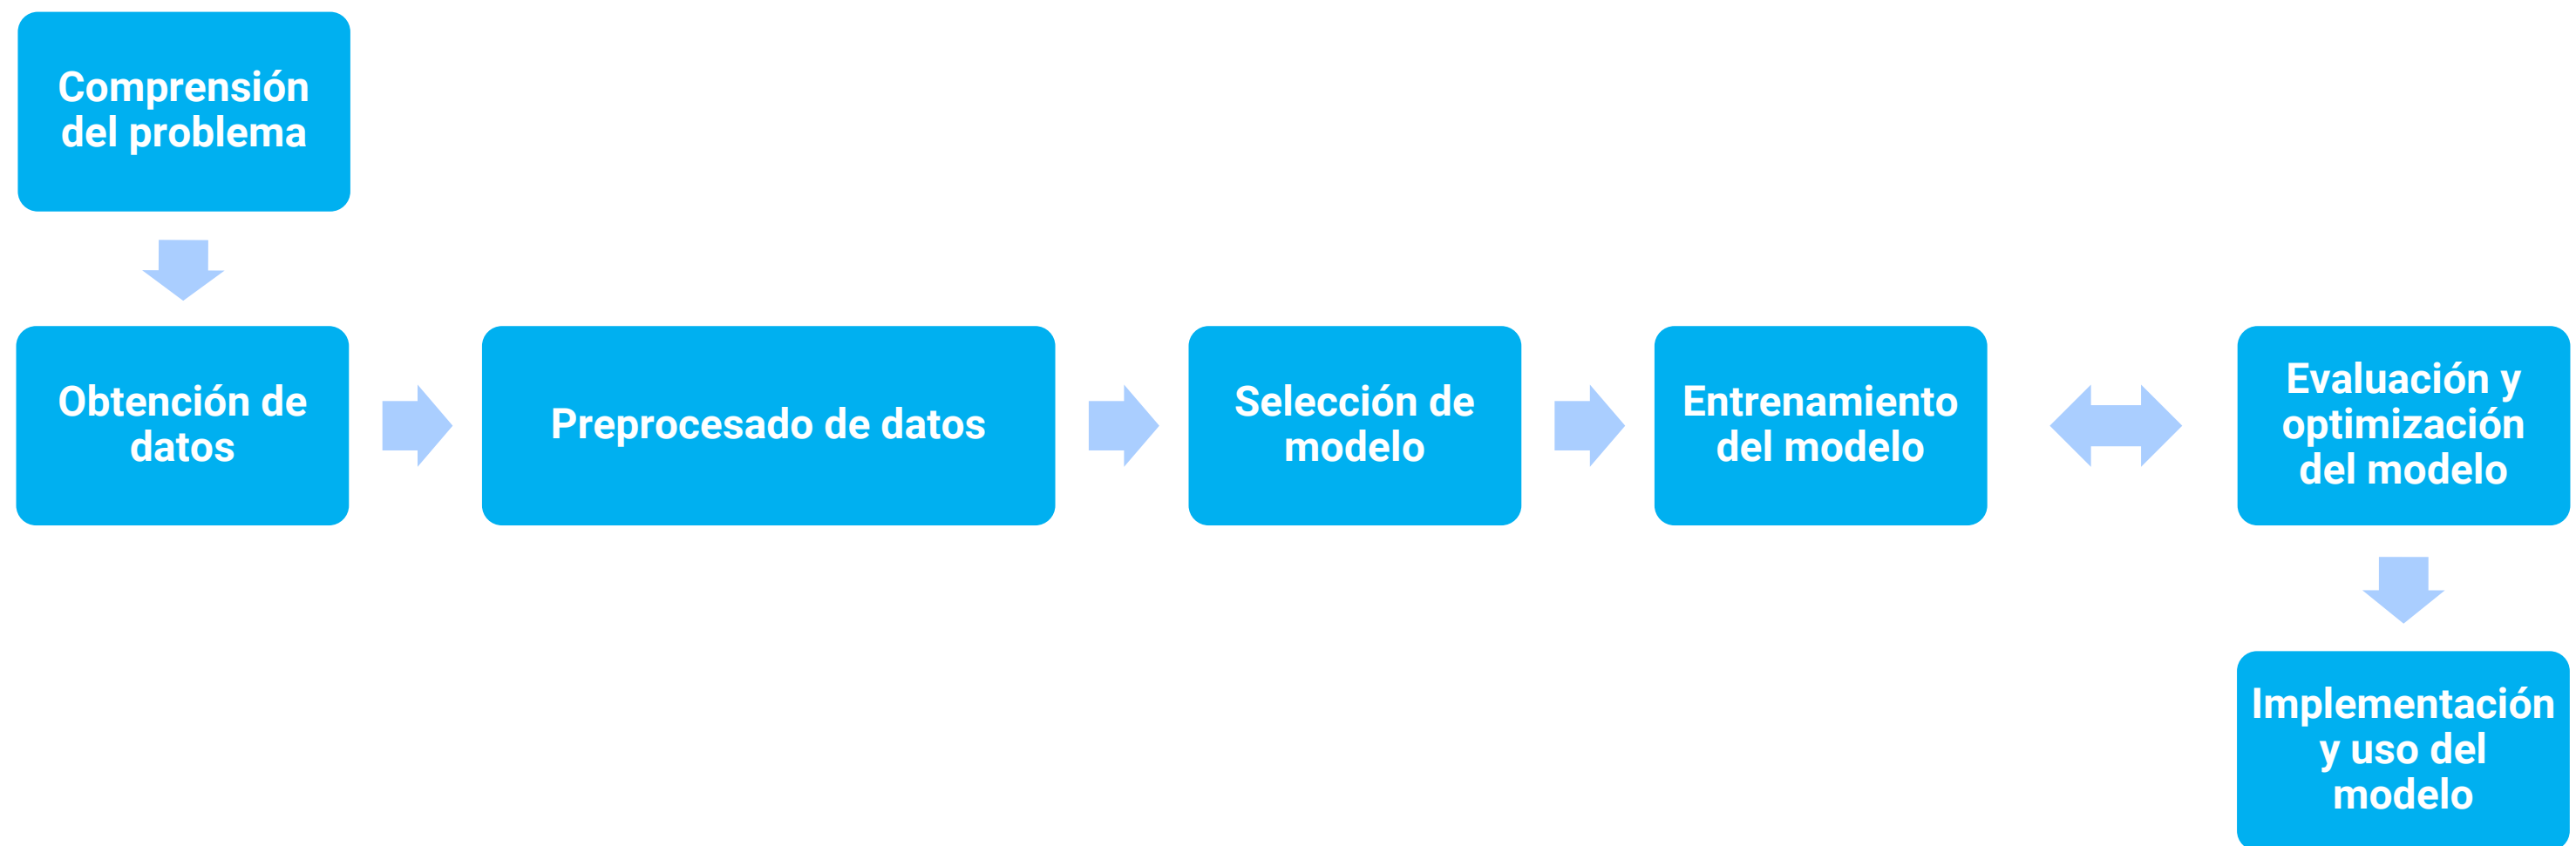 Comprensión
del problema
Obtención de
datos
Preprocesado de datos
Selección de
modelo
Entrenamiento
del modelo
Evaluación y
optimización
del modelo
Implementación
y uso del
modelo